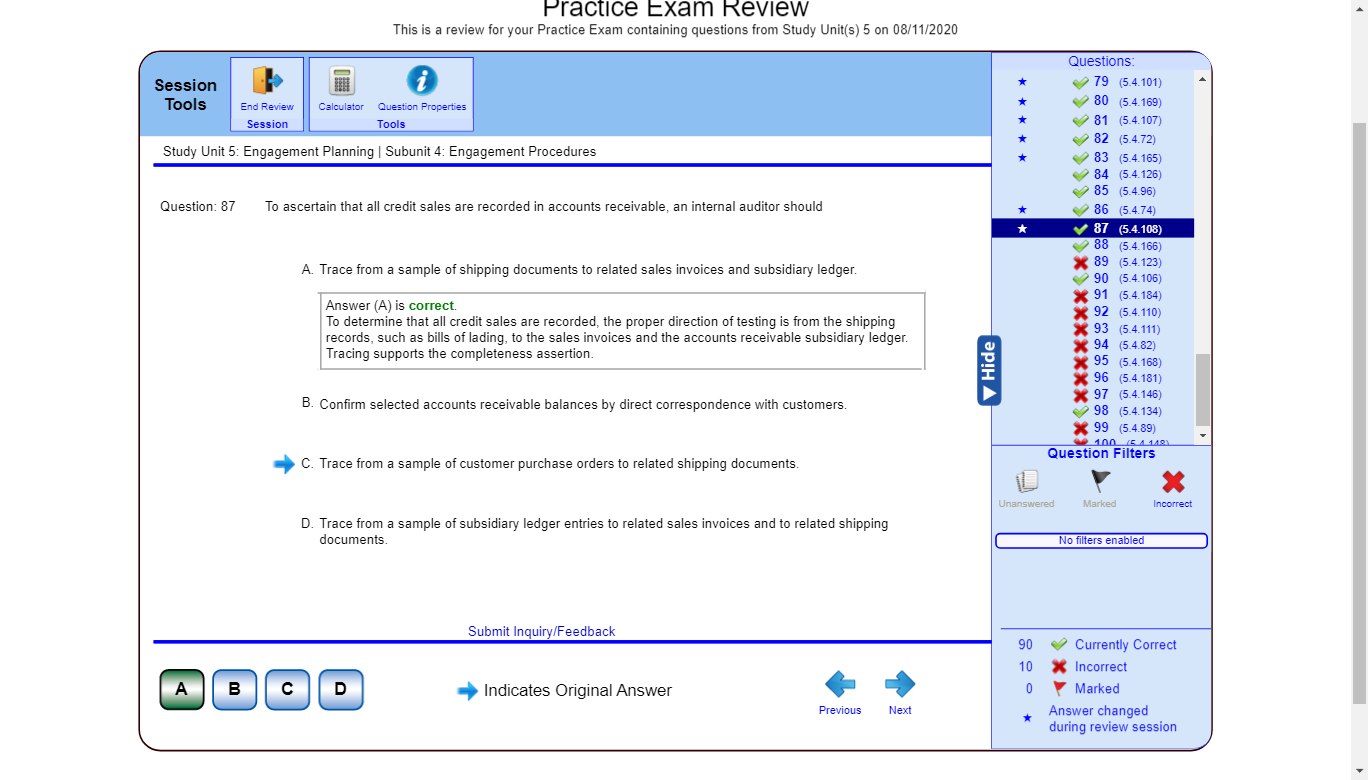 Practice Exam Review
This is a review for your Practice Exam containing questions from Study Unit(s) 5 on 08/11/2020
Session
Tools
End Review
Session
Calculator
Question Properties
Tools
Study Unit 5: Engagement Planning | Subunit 4: Engagement Procedures
Question: 87
To ascertain that all credit sales are recorded in accounts receivable, an internal auditor should
A. Trace from a sample of shipping documents to related sales invoices and subsidiary ledger.
Answer (A) is correct.
To determine that all credit sales are recorded, the proper direction of testing is from the shipping
records, such as bills of lading, to the sales invoices and the accounts receivable subsidiary ledger.
Tracing supports the completeness assertion.
B. Confirm selected accounts receivable balances by direct correspondence with customers.
C. Trace from a sample of customer purchase orders to related shipping documents.
D. Trace from a sample of subsidiary ledger entries to related sales invoices and to related shipping
documents.
Submit Inquiry/Feedback
A
B
C
D
Indicates Original Answer
Previous
Next
Hide
Questions:
79 (5.4.101)
80 (5.4.169)
81 (5.4.107)
82 (5.4.72)
83 (5.4.165)
84 (5.4.126)
85 (5.4.96)
86 (5.4.74)
87 (5.4.108)
88 (5.4.166)
89 (5.4.123)
90 (5.4.106)
91 (5.4.184)
92 (5.4.110)
93 (5.4.111)
94 (5.4.82)
95 (5.4.168)
96 (5.4.181)
97 (5.4.146)
98 (5.4.134)
99 (5.4.89)
100 (5.4.148)
Question Filters
Unanswered
Marked
Incorrect
No filters enabled
90 Currently Correct
10 Incorrect
0 Marked
Answer changed
during review session